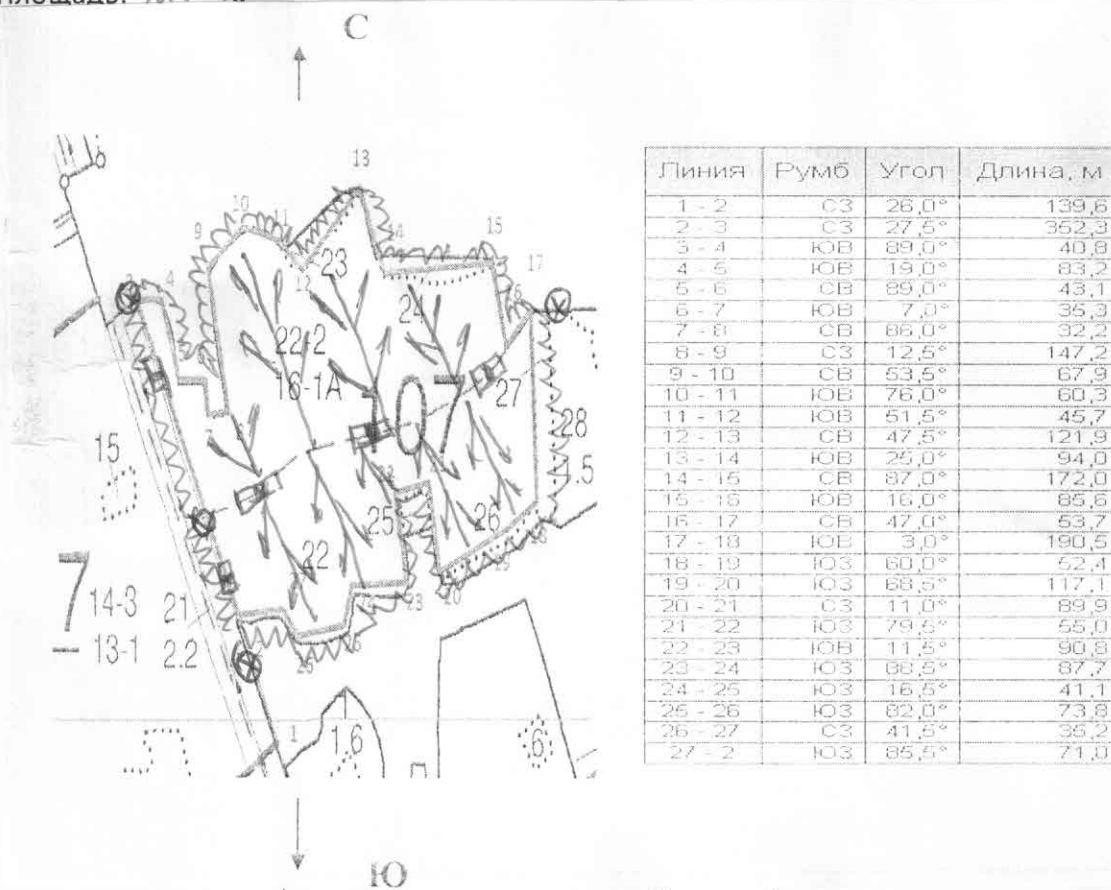 Площадь:
С
13
10
11
15
9
14
17
12
23
3
4
24
22-2
16-1А
107
27
28
15
.5
25
26
22
7 14-3 21
13-1 2.2
23
20
1
1.6
6
Ю
Линия Румб Угол Длина, м
1 - 2 СЗ 26,0° 139,6
2 - 3 СЗ 27,5° 352,3
3 - 4 ЮВ 89,0° 40,8
4 - 5 ЮВ 19,0° 83,2
5 - 6 СВ 89,0° 43,1
6 - 7 ЮВ 7,0° 35,3
7 - 8 СВ 86,0° 32,2
8 - 9 СЗ 12,5° 147,2
9 - 10 СВ 53,5° 67,9
10 - 11 ЮВ 76,0° 60,3
11 - 12 ЮВ 51,5° 45,7
12 - 13 СВ 47,5° 121,9
13 - 14 ЮВ 25,0° 94,0
14 - 15 СВ 87,0° 172,0
15 - 16 ЮВ 16,0° 85,6
16 - 17 СВ 47,0° 53,7
17 - 18 ЮВ 3,0° 190,5
18 - 19 ЮЗ 60,0° 52,4
19 - 20 ЮЗ 68,5° 117,1
20 - 21 СЗ 11,0° 89,9
21 - 22 ЮЗ 79,5° 55,0
22 - 23 ЮВ 11,5° 90,8
23 - 24 ЮЗ 88,5° 87,7
24 - 25 ЮЗ 16,5° 41,1
25 - 26 ЮЗ 82,0° 73,8
26 - 27 СЗ 41,5° 35,2
27 - 2 ЮЗ 85,5° 71,0